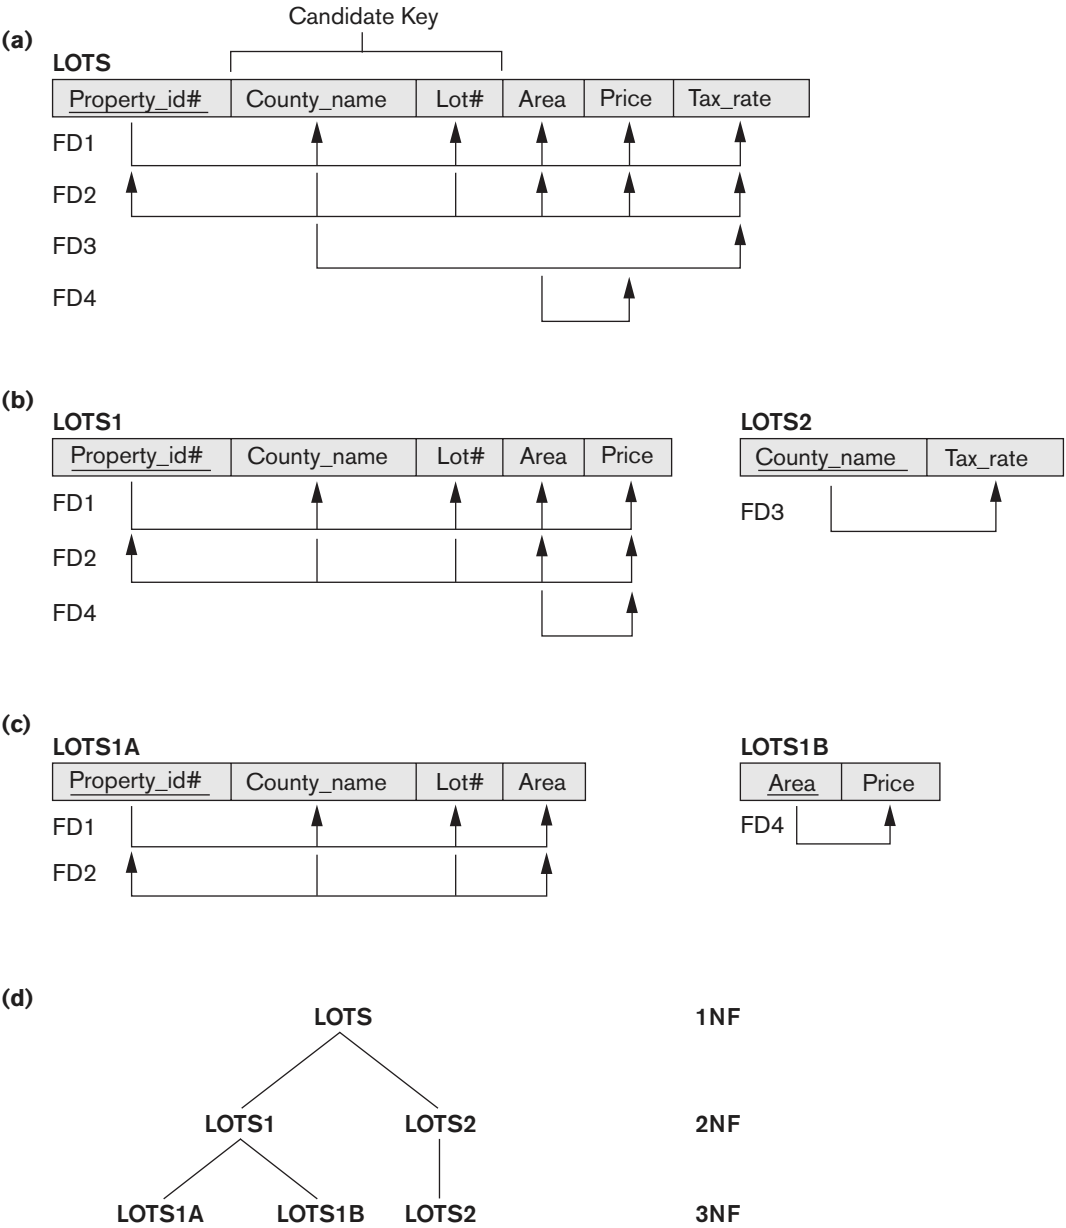 Candidate Key
(a)
LOTS
Property_id# County_name Lot# Area Price Tax_rate
FD1
FD2
FD3
FD4
(b)
LOTS1 LOTS2
Property_id# County_name Lot# Area Price County_name Tax_rate
FD1
FD3
FD2
FD4
(c)
LOTS1A LOTS1B
Property_id# County_name Lot# Area Area Price
FD1 FD4
FD2
(d)
LOTS 1NF
LOTS1 LOTS2 2NF
LOTS1A LOTS1B LOTS2 3NF